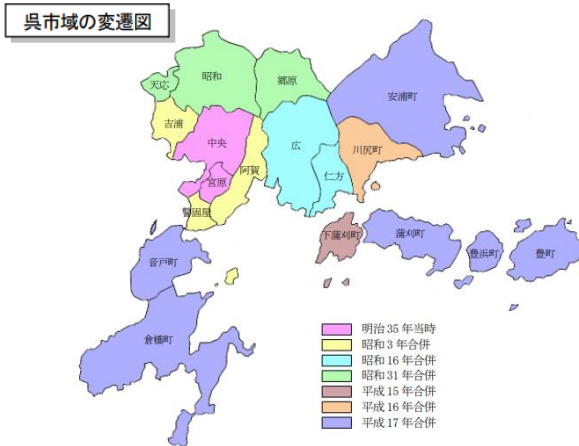 呉市域の変遷図
昭和
郷原
天応
安浦町
吉浦
中央
広
川尻町
阿賀
仁方
宮原
警固屋
下蒲刈町
蒲刈町
豊浜町
豊町
音戸町
倉橋町
明治35年当時
昭和3年合併
昭和16年合併
昭和31年合併
平成15年合併
平成16年合併
平成17年合併